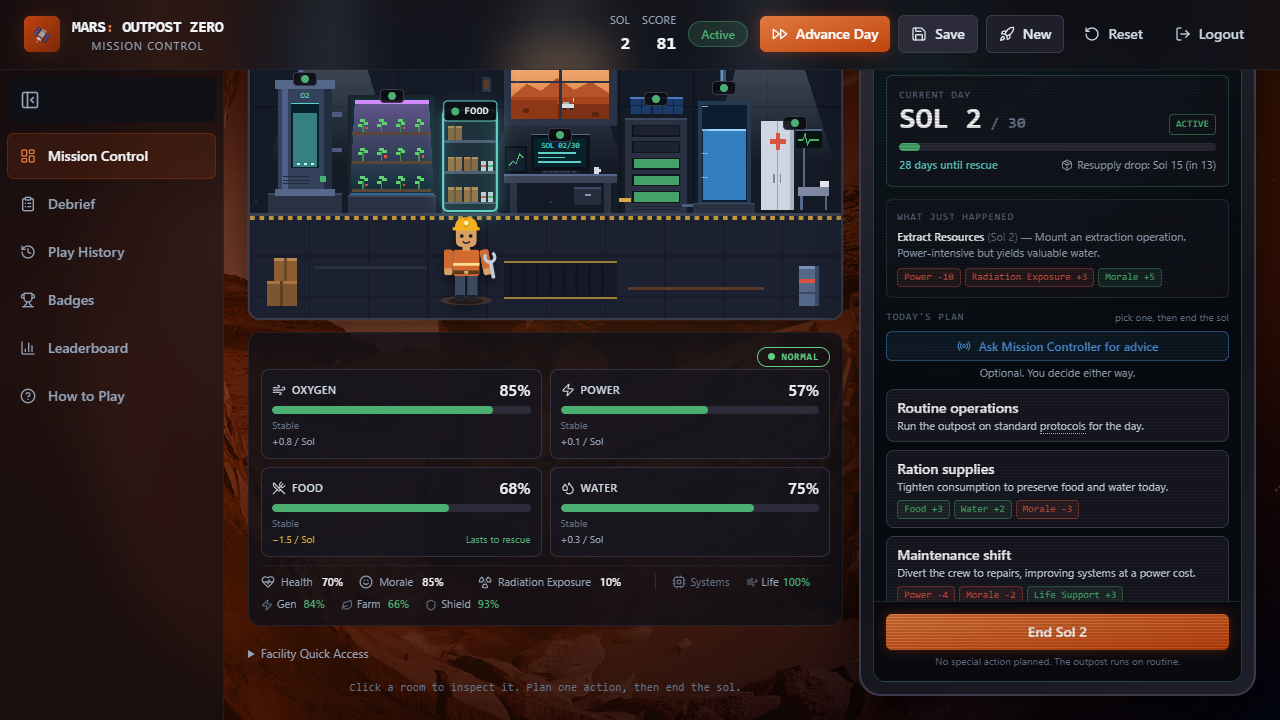 MARS: OUTPOST ZERO
MISSION CONTROL
SOL
2
SCORE
81
Active
Advance Day
Save
New
Reset
Logout
Mission Control
Debrief
Play History
Badges
Leaderboard
How to Play
O2
FOOD
SOL 02/30
NORMAL
OXYGEN 85%
Stable
+0.8 / Sol
POWER 57%
Stable
+0.1 / Sol
FOOD 68%
Stable
−1.5 / Sol Lasts to rescue
WATER 75%
Stable
+0.3 / Sol
Health 70% Morale 85% Radiation Exposure 10% Systems Life 100%
Gen 84% Farm 66% Shield 93%
Facility Quick Access
Click a room to inspect it. Plan one action, then end the sol.
CURRENT DAY
SOL 2 / 30
ACTIVE
28 days until rescue
Resupply drop: Sol 15 (in 13)
WHAT JUST HAPPENED
Extract Resources (Sol 2) — Mount an extraction operation.
Power-intensive but yields valuable water.
Power -10 Radiation Exposure +3 Morale +5
TODAY'S PLAN
pick one, then end the sol
Ask Mission Controller for advice
Optional. You decide either way.
Routine operations
Run the outpost on standard protocols for the day.
Ration supplies
Tighten consumption to preserve food and water today.
Food +3 Water +2 Morale -3
Maintenance shift
Divert the crew to repairs, improving systems at a power cost.
Power -4 Morale -2 Life Support +3
End Sol 2
No special action planned. The outpost runs on routine.